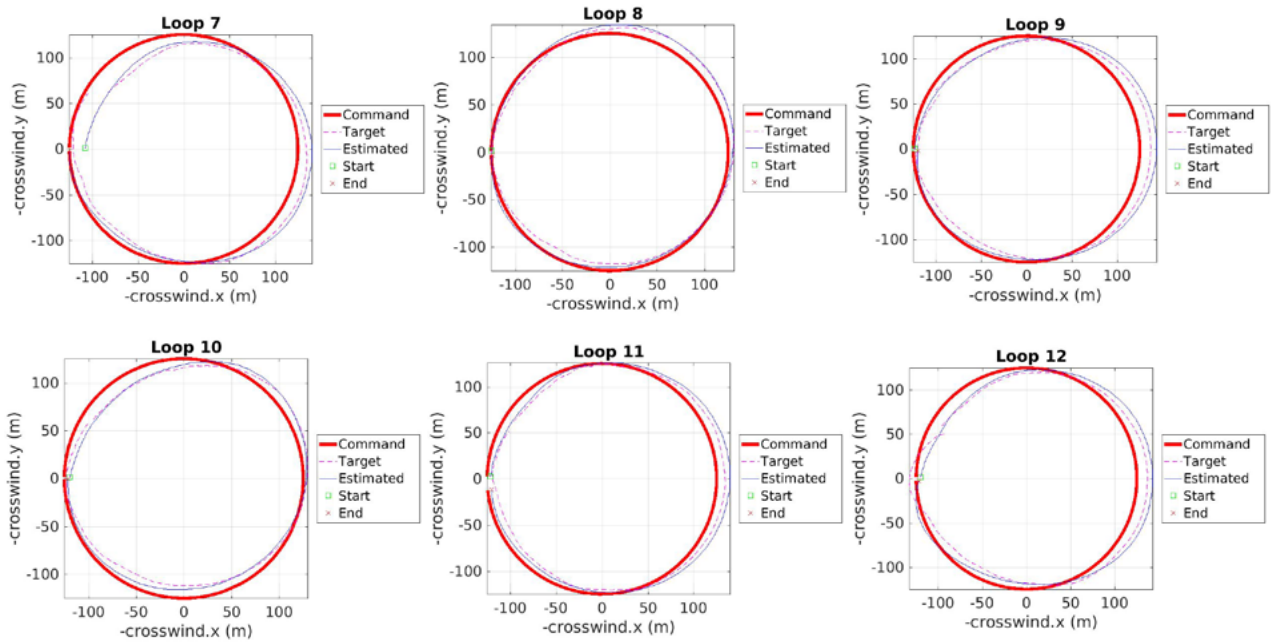 Loop 7
100
50
0
-50
-100
-crosswind.y (m)
-100 -50 0 50 100
-crosswind.x (m)
Command
Target
Estimated
Start
End
Loop 8
100
50
0
-50
-100
-crosswind.y (m)
-100 -50 0 50 100
-crosswind.x (m)
Command
Target
Estimated
Start
End
Loop 9
100
50
0
-50
-100
-crosswind.y (m)
-100 -50 0 50 100
-crosswind.x (m)
Command
Target
Estimated
Start
End
Loop 10
100
50
0
-50
-100
-crosswind.y (m)
-100 -50 0 50 100
-crosswind.x (m)
Command
Target
Estimated
Start
End
Loop 11
100
50
0
-50
-100
-crosswind.y (m)
-100 -50 0 50 100
-crosswind.x (m)
Command
Target
Estimated
Start
End
Loop 12
100
50
0
-50
-100
-crosswind.y (m)
-100 -50 0 50 100
-crosswind.x (m)
Command
Target
Estimated
Start
End